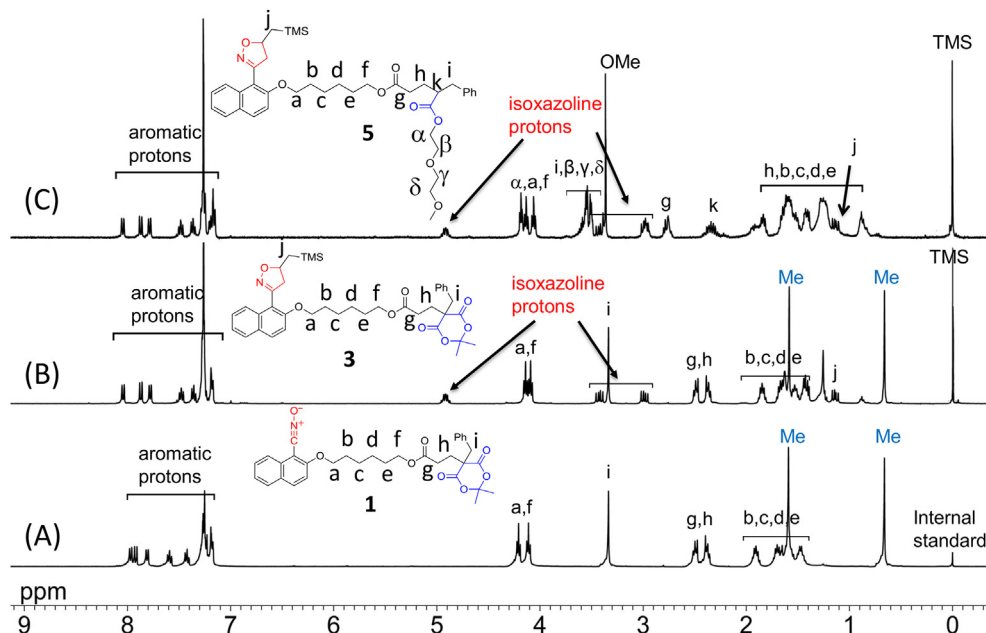 j
TMS
O
N
O
b d f
O
h i
k
a c e
O
g
Ph
O
O
5
α
β
O
γ
δ
O
O
aromatic
protons
OMe
isoxazoline
protons
TMS
(C)
α,a,f
i,β,γ,δ
g
k
h,b,c,d,e
j
j
TMS
O
N
O
b d f
O
h
Ph
i
a c e
O
g
O
O
O
O
3
aromatic
protons
isoxazoline
protons
Me
Me
TMS
(B)
a,f
i
g,h
b,c,d,e
j
O⁻
N⁺
C
O
b d f
O
h
Ph
i
a c e
O
g
O
O
O
O
1
aromatic
protons
Me
Me
(A)
a,f
i
g,h
b,c,d,e
Internal
standard
ppm
9 8 7 6 5 4 3 2 1 0